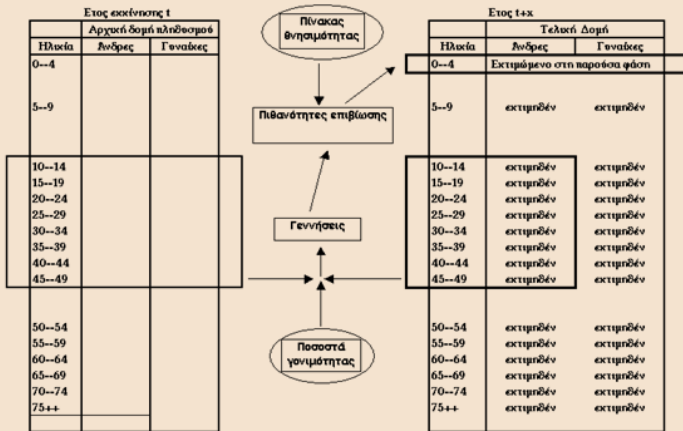 Ετος εκκίνησης t
Αρχική δομή πληθυσμού
Ηλικία Άνδρες Γυναίκες
0--4
5--9
10--14
15--19
20--24
25--29
30--34
35--39
40--44
45--49
50--54
55--59
60--64
65--69
70--74
75++
Πίνακας
θνησιμότητας
Πιθανότητες επιβίωσης
Γεννήσεις
Ποσοστά
γονιμότητας
Ετος t+x
Τελική Δομή
Ηλικία Άνδρες Γυναίκες
0--4 Εκτιμώμενο στη παρούσα φάση
5--9 εκτιμηθέν εκτιμηθέν
10--14 εκτιμηθέν εκτιμηθέν
15--19 εκτιμηθέν εκτιμηθέν
20--24 εκτιμηθέν εκτιμηθέν
25--29 εκτιμηθέν εκτιμηθέν
30--34 εκτιμηθέν εκτιμηθέν
35--39 εκτιμηθέν εκτιμηθέν
40--44 εκτιμηθέν εκτιμηθέν
45--49 εκτιμηθέν εκτιμηθέν
50--54 εκτιμηθέν εκτιμηθέν
55--59 εκτιμηθέν εκτιμηθέν
60--64 εκτιμηθέν εκτιμηθέν
65--69 εκτιμηθέν εκτιμηθέν
70--74 εκτιμηθέν εκτιμηθέν
75++ εκτιμηθέν εκτιμηθέν